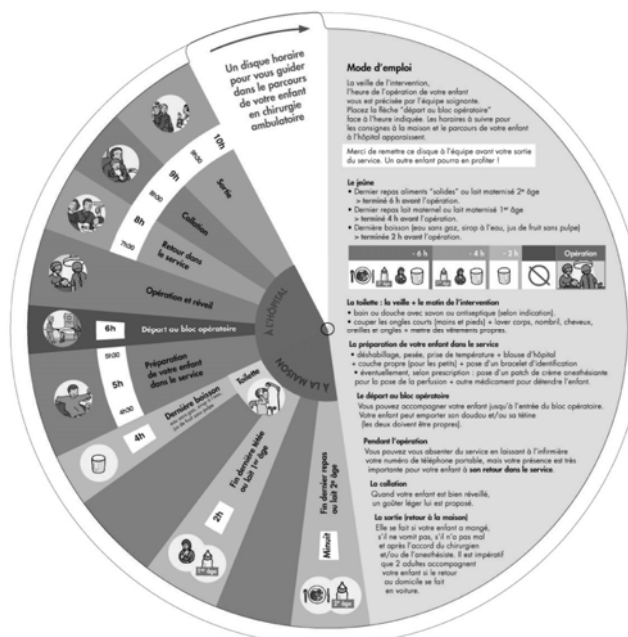 Un disque horaire
pour vous guider
dans le parcours
de votre enfant
en chirurgie
ambulatoire
10h
9h30
Sortie
9h
8h30
Collation
8h
7h30
Retour dans
le service
Opération et réveil
6h
Départ au bloc opératoire
5h30
5h
4h30
Préparation
de votre enfant
dans le service
4h
Dernière boisson
eau sans gaz, sirop à l'eau,
jus de fruit sans pulpe
Toilette
2h
Fin dernière tétée
ou lait 1er âge
1er âge
Minuit
Fin dernier repas
ou lait 2e âge
2e âge
À L'HÔPITAL
À LA MAISON
Mode d'emploi
La veille de l'intervention,
l'heure de l'opération de votre enfant
vous est précisée par l'équipe soignante.
Placez la flèche "départ au bloc opératoire"
face à l'heure indiquée. Les horaires à suivre pour
les consignes à la maison et le parcours de votre enfant
à l'hôpital apparaissent.
Merci de remettre ce disque à l'équipe avant votre sortie
du service. Un autre enfant pourra en profiter !
Le jeûne
• Dernier repas aliments "solides" ou lait maternisé 2e âge
> terminé 6 h avant l'opération.
• Dernier repas lait maternel ou lait maternisé 1er âge
> terminé 4 h avant l'opération.
• Dernière boisson (eau sans gaz, sirop à l'eau, jus de fruit sans pulpe)
> terminée 2 h avant l'opération.
- 6 h - 4 h - 2 h Opération
La toilette : la veille + le matin de l'intervention
• bain ou douche avec savon ou antiseptique (selon indication).
• couper les ongles courts (mains et pieds) + laver corps, nombril, cheveux,
oreilles et ongles + mettre des vêtements propres.
La préparation de votre enfant dans le service
• déshabillage, pesée, prise de température + blouse d'hôpital
+ couche propre (pour les petits) + pose d'un bracelet d'identification
• éventuellement, selon prescription : pose d'un patch de crème anesthésiante
pour la pose de la perfusion + autre médicament pour détendre l'enfant.
Le départ au bloc opératoire
Vous pouvez accompagner votre enfant jusqu'à l'entrée du bloc opératoire.
Votre enfant peut emporter son doudou et/ou sa tétine
(les deux doivent être propres).
Pendant l'opération
Vous pouvez vous absenter du service en laissant à l'infirmière
votre numéro de téléphone portable, mais votre présence est très
importante pour votre enfant à son retour dans le service.
La collation
Quand votre enfant est bien réveillé,
un goûter léger lui est proposé.
La sortie (retour à la maison)
Elle se fait si votre enfant a mangé,
s'il ne vomit pas, s'il n'a pas mal
et après l'accord du chirurgien
et/ou de l'anesthésiste. Il est impératif
que 2 adultes accompagnent
votre enfant si le retour
au domicile se fait
en voiture.